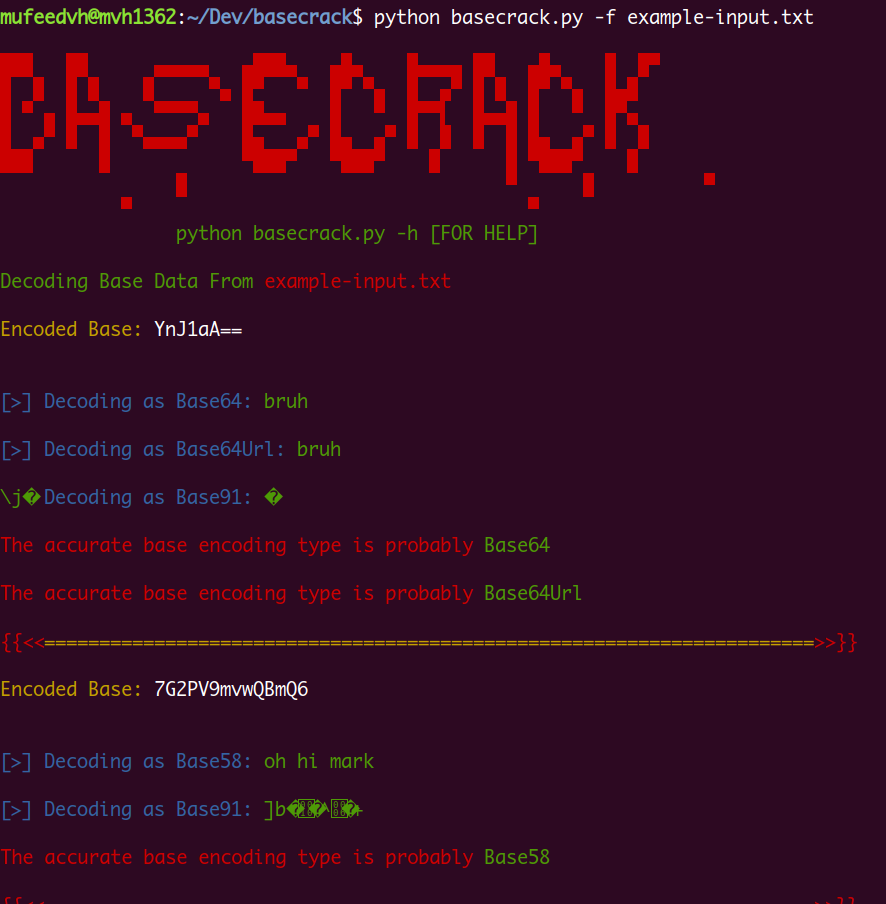 mufeedvh@mvh1362:~/Dev/basecrack$ python basecrack.py -f example-input.txt
BASECRACK
python basecrack.py -h [FOR HELP]
Decoding Base Data From example-input.txt
Encoded Base: YnJ1aA==
[>] Decoding as Base64: bruh
[>] Decoding as Base64Url: bruh
\j� Decoding as Base91: �
The accurate base encoding type is probably Base64
The accurate base encoding type is probably Base64Url
{{<<======================================================================>>}}
Encoded Base: 7G2PV9mvwQBmQ6
[>] Decoding as Base58: oh hi mark
[>] Decoding as Base91: ]b
The accurate base encoding type is probably Base58